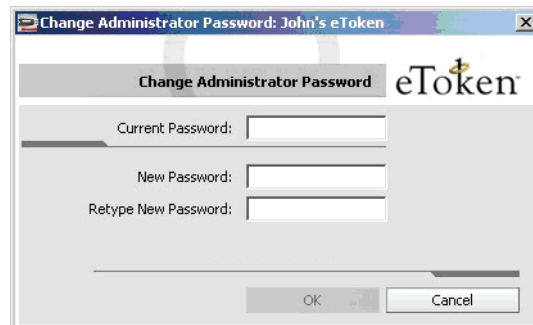 Change Administrator Password: John's eToken
Change Administrator Password
eToken
Current Password:
New Password:
Retype New Password:
OK Cancel